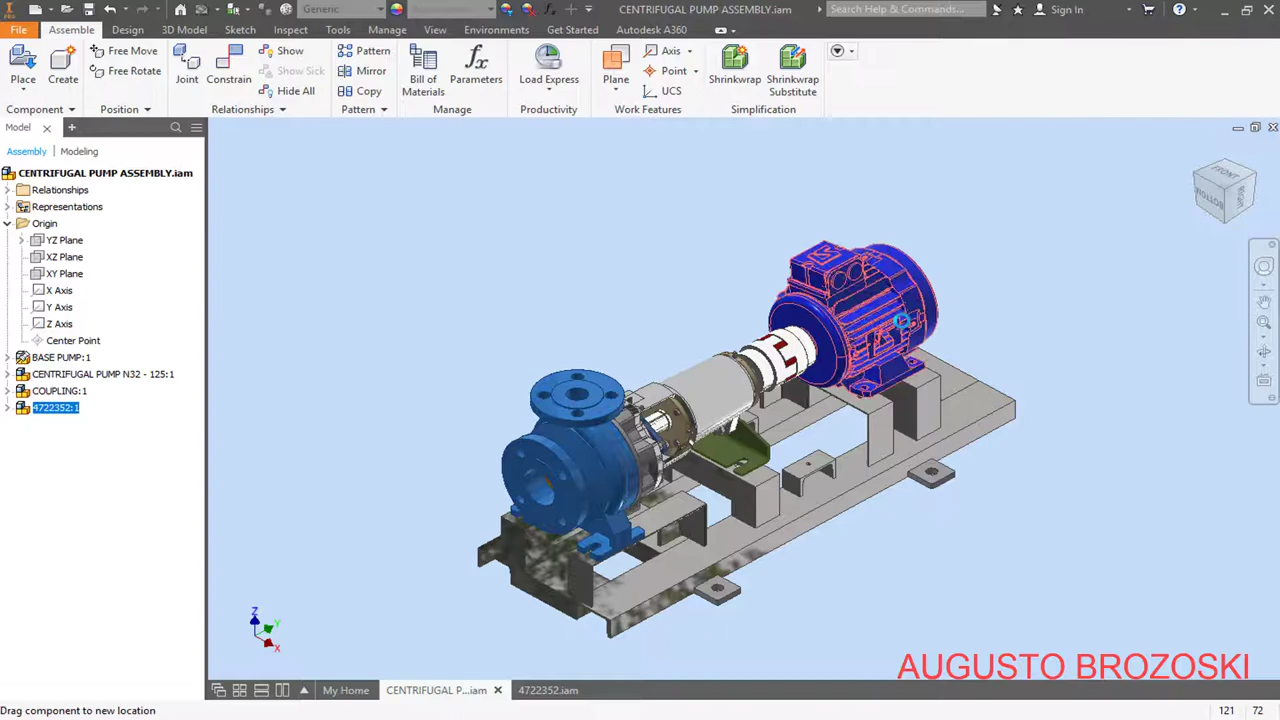 PRO
Generic
CENTRIFUGAL PUMP ASSEMBLY.iam
Search Help & Commands...
Sign In
File
Assemble
Design
3D Model
Sketch
Inspect
Tools
Manage
View
Environments
Get Started
Autodesk A360
Place
Create
Free Move
Free Rotate
Joint
Constrain
Show
Show Sick
Hide All
Pattern
Mirror
Copy
Bill of
Materials
Parameters
Load Express
Plane
Axis
Point
UCS
Shrinkwrap
Shrinkwrap
Substitute
Component
Position
Relationships
Pattern
Manage
Productivity
Work Features
Simplification
Model
Assembly
Modeling
CENTRIFUGAL PUMP ASSEMBLY.iam
Relationships
Representations
Origin
YZ Plane
XZ Plane
XY Plane
X Axis
Y Axis
Z Axis
Center Point
BASE PUMP:1
CENTRIFUGAL PUMP N32 - 125:1
COUPLING:1
4722352:1
FRONT
RIGHT
BOTTOM
Z
Y
X
AUGUSTO BROZOSKI
My Home
CENTRIFUGAL P...iam
4722352.iam
Drag component to new location
121
72